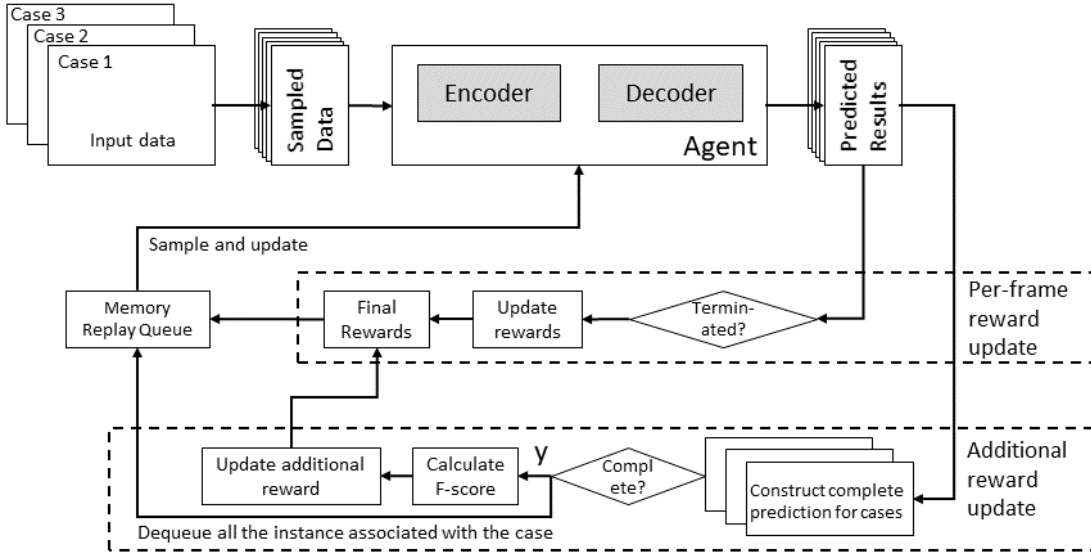 Case 3
Case 2
Case 1
Input data
Sampled
Data
Encoder
Decoder
Agent
Predicted
Results
Sample and update
Memory
Replay Queue
Final
Rewards
Update
rewards
Termin-
ated?
Per-frame
reward
update
Update additional
reward
Calculate
F-score
y
Compl
ete?
Construct complete
prediction for cases
Additional
reward
update
Dequeue all the instance associated with the case